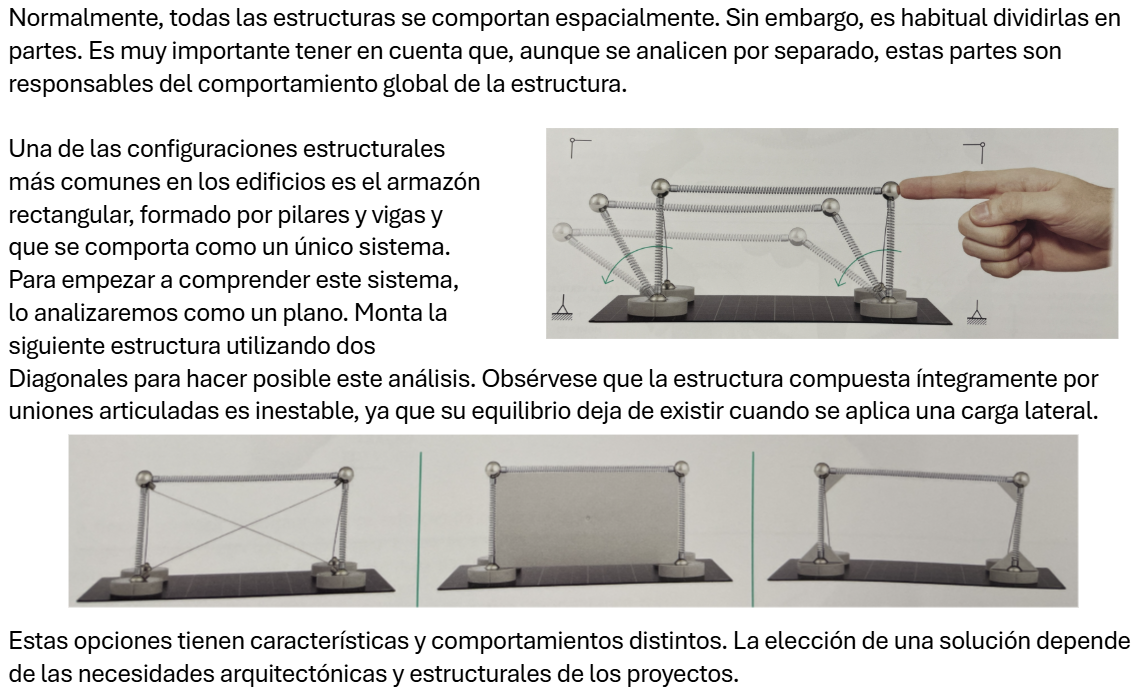 Normalmente, todas las estructuras se comportan espacialmente. Sin embargo, es habitual dividirlas en
partes. Es muy importante tener en cuenta que, aunque se analicen por separado, estas partes son
responsables del comportamiento global de la estructura.
Una de las configuraciones estructurales
más comunes en los edificios es el armazón
rectangular, formado por pilares y vigas y
que se comporta como un único sistema.
Para empezar a comprender este sistema,
lo analizaremos como un plano. Monta la
siguiente estructura utilizando dos
Diagonales para hacer posible este análisis. Obsérvese que la estructura compuesta íntegramente por
uniones articuladas es inestable, ya que su equilibrio deja de existir cuando se aplica una carga lateral.
Estas opciones tienen características y comportamientos distintos. La elección de una solución depende
de las necesidades arquitectónicas y estructurales de los proyectos.